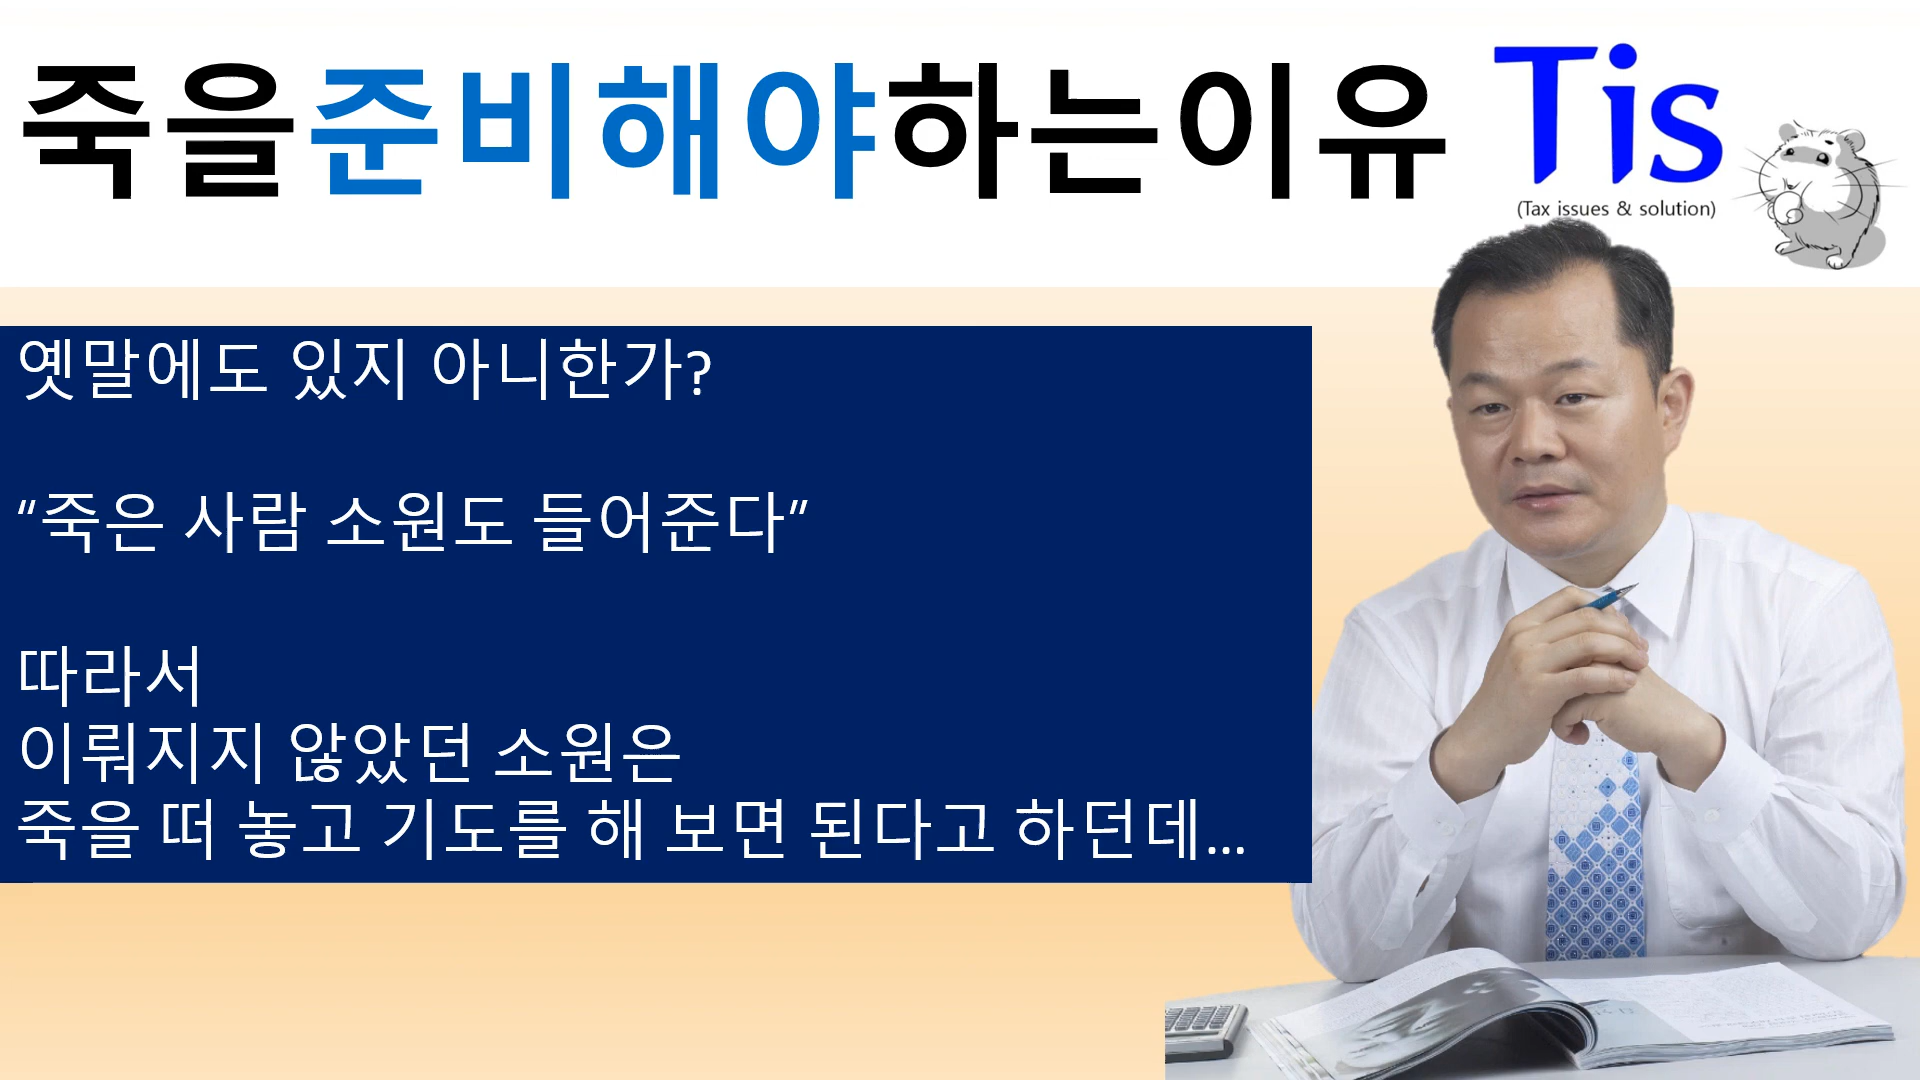 죽을준비해야하는이유
Tis
(Tax issues & solution)
옛말에도 있지 아니한가?
“죽은 사람 소원도 들어준다”
따라서
이뤄지지 않았던 소원은
죽을 떠 놓고 기도를 해 보면 된다고 하던데...